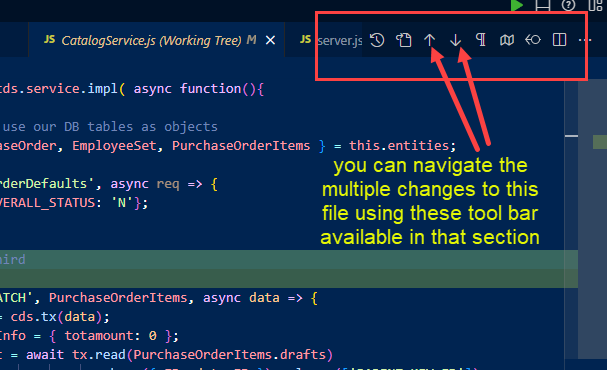 JS CatalogService.js (Working Tree) M JS server.js
cds.service.impl( async function(){
use our DB tables as objects
aseOrder, EmployeeSet, PurchaseOrderItems } = this.entities;
rderDefaults', async req => {
VERALL_STATUS: 'N'};
you can navigate the
multiple changes to this
file using these tool bar
available in that section
hird
ATCH', PurchaseOrderItems, async data => {
= cds.tx(data);
Info = { totamount: 0 };
t = await tx.read(PurchaseOrderItems.drafts)